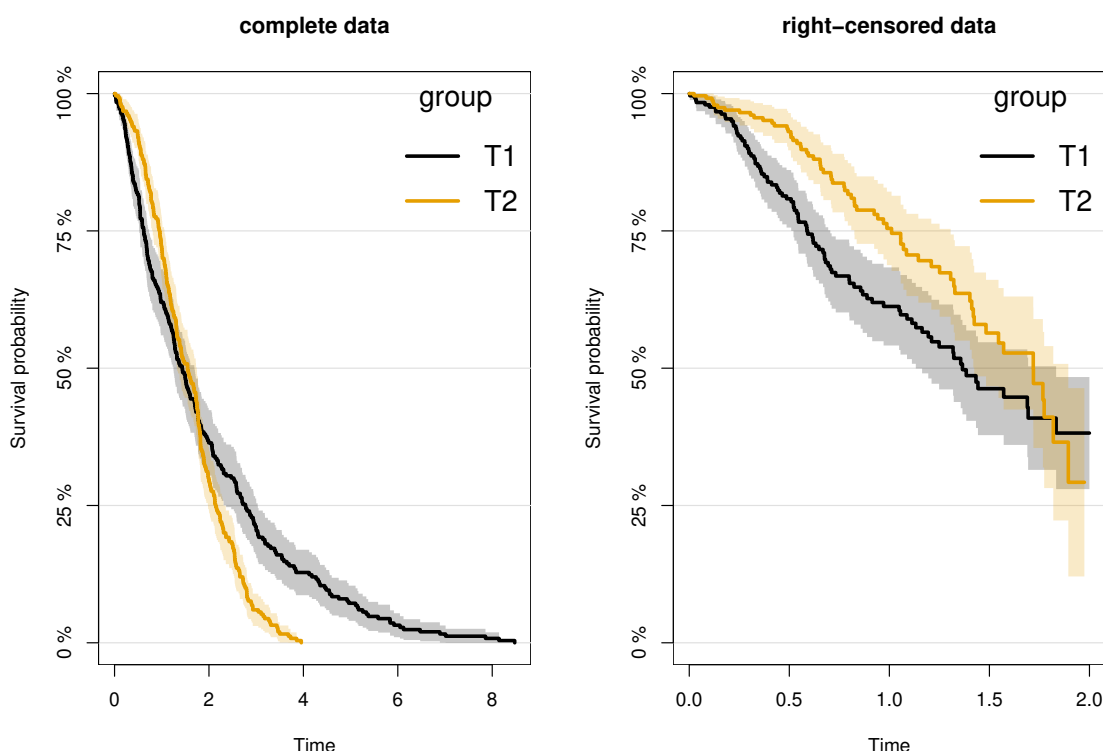 complete data
Survival probability
100 %
75 %
50 %
25 %
0 %
group
T1
T2
0
2
4
6
8
Time
right−censored data
Survival probability
100 %
75 %
50 %
25 %
0 %
group
T1
T2
0.0
0.5
1.0
1.5
2.0
Time